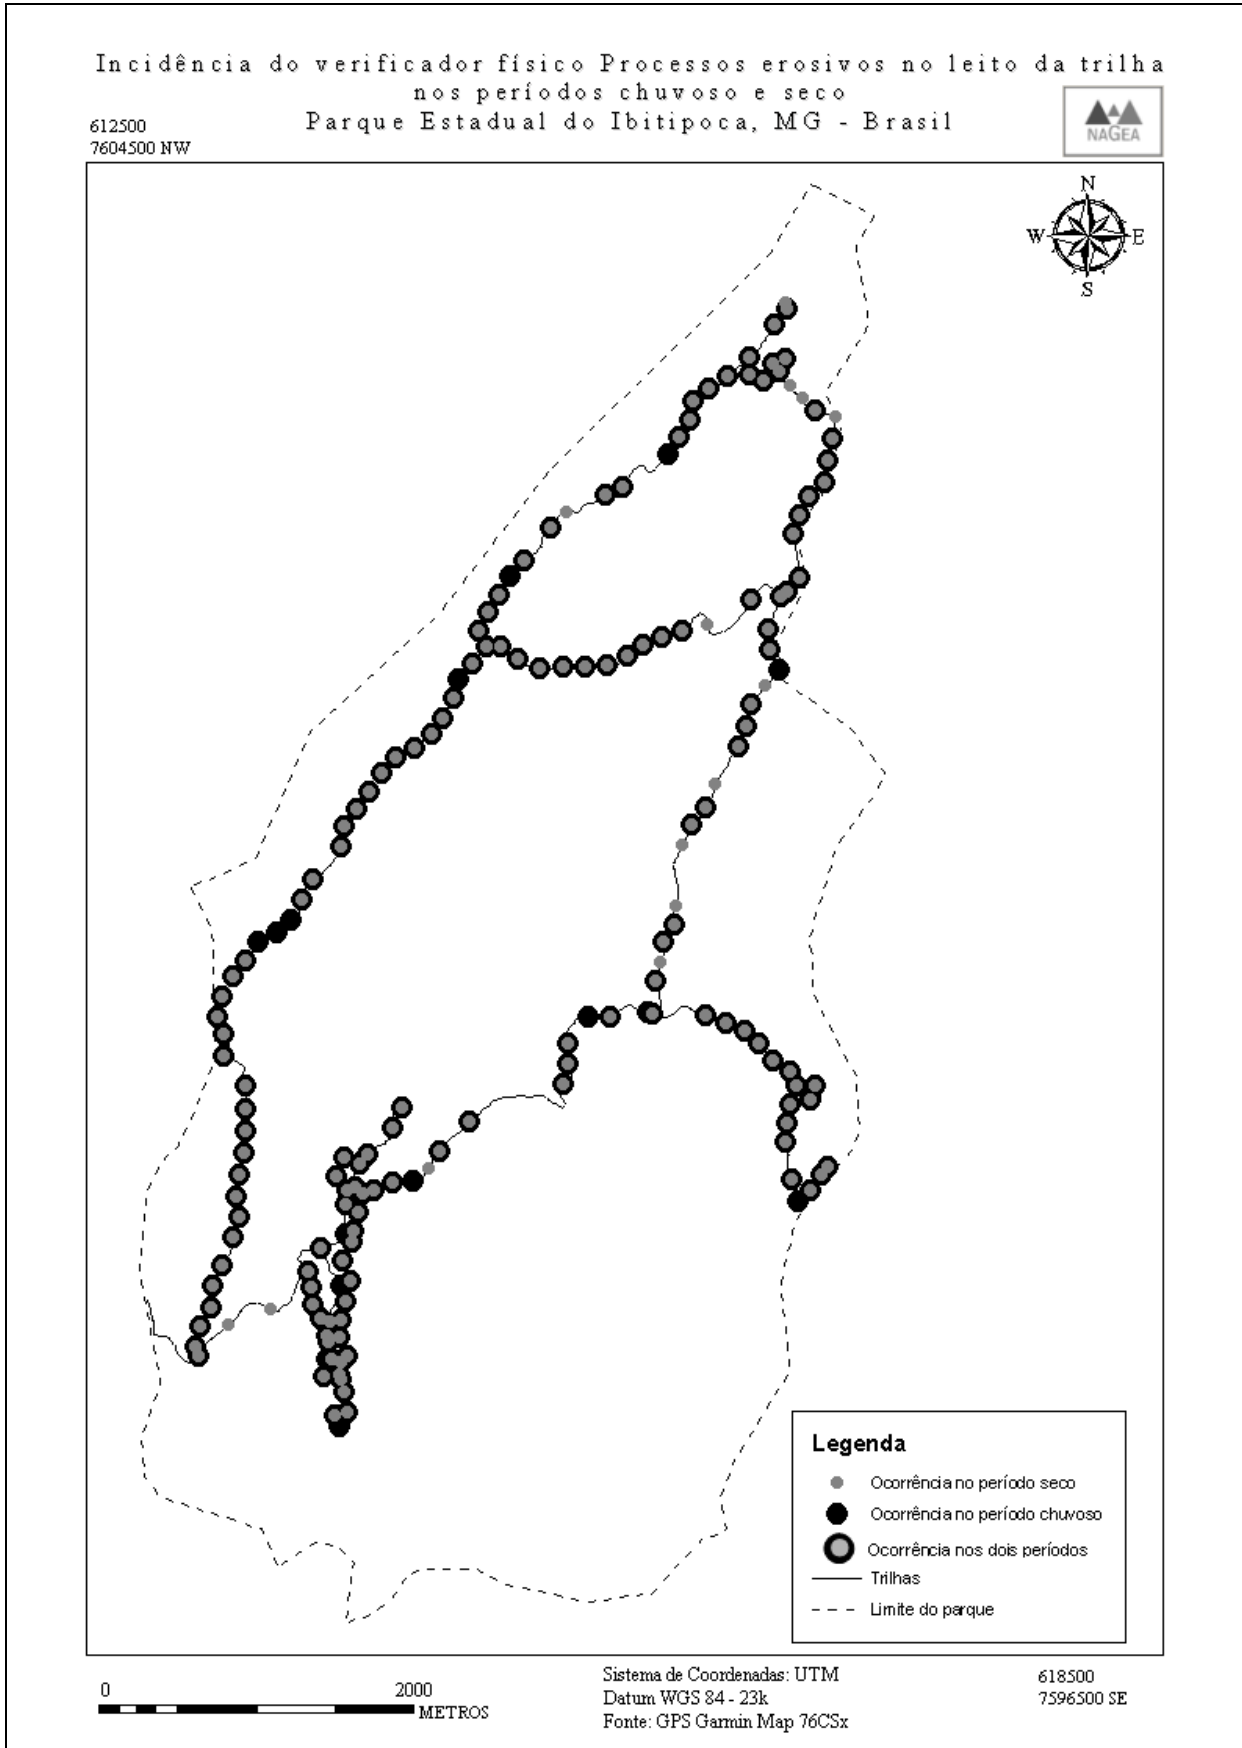 Incidência do verificador físico Processos erosivos no leito da trilha
nos períodos chuvoso e seco
Parque Estadual do Ibitipoca, MG - Brasil
612500
7604500 NW
NAGEA
N
W
E
S
Legenda
Ocorrência no período seco
Ocorrência no período chuvoso
Ocorrência nos dois períodos
Trilhas
Limite do parque
0
2000
METROS
Sistema de Coordenadas: UTM
Datum WGS 84 - 23k
Fonte: GPS Garmin Map 76CSx
618500
7596500 SE